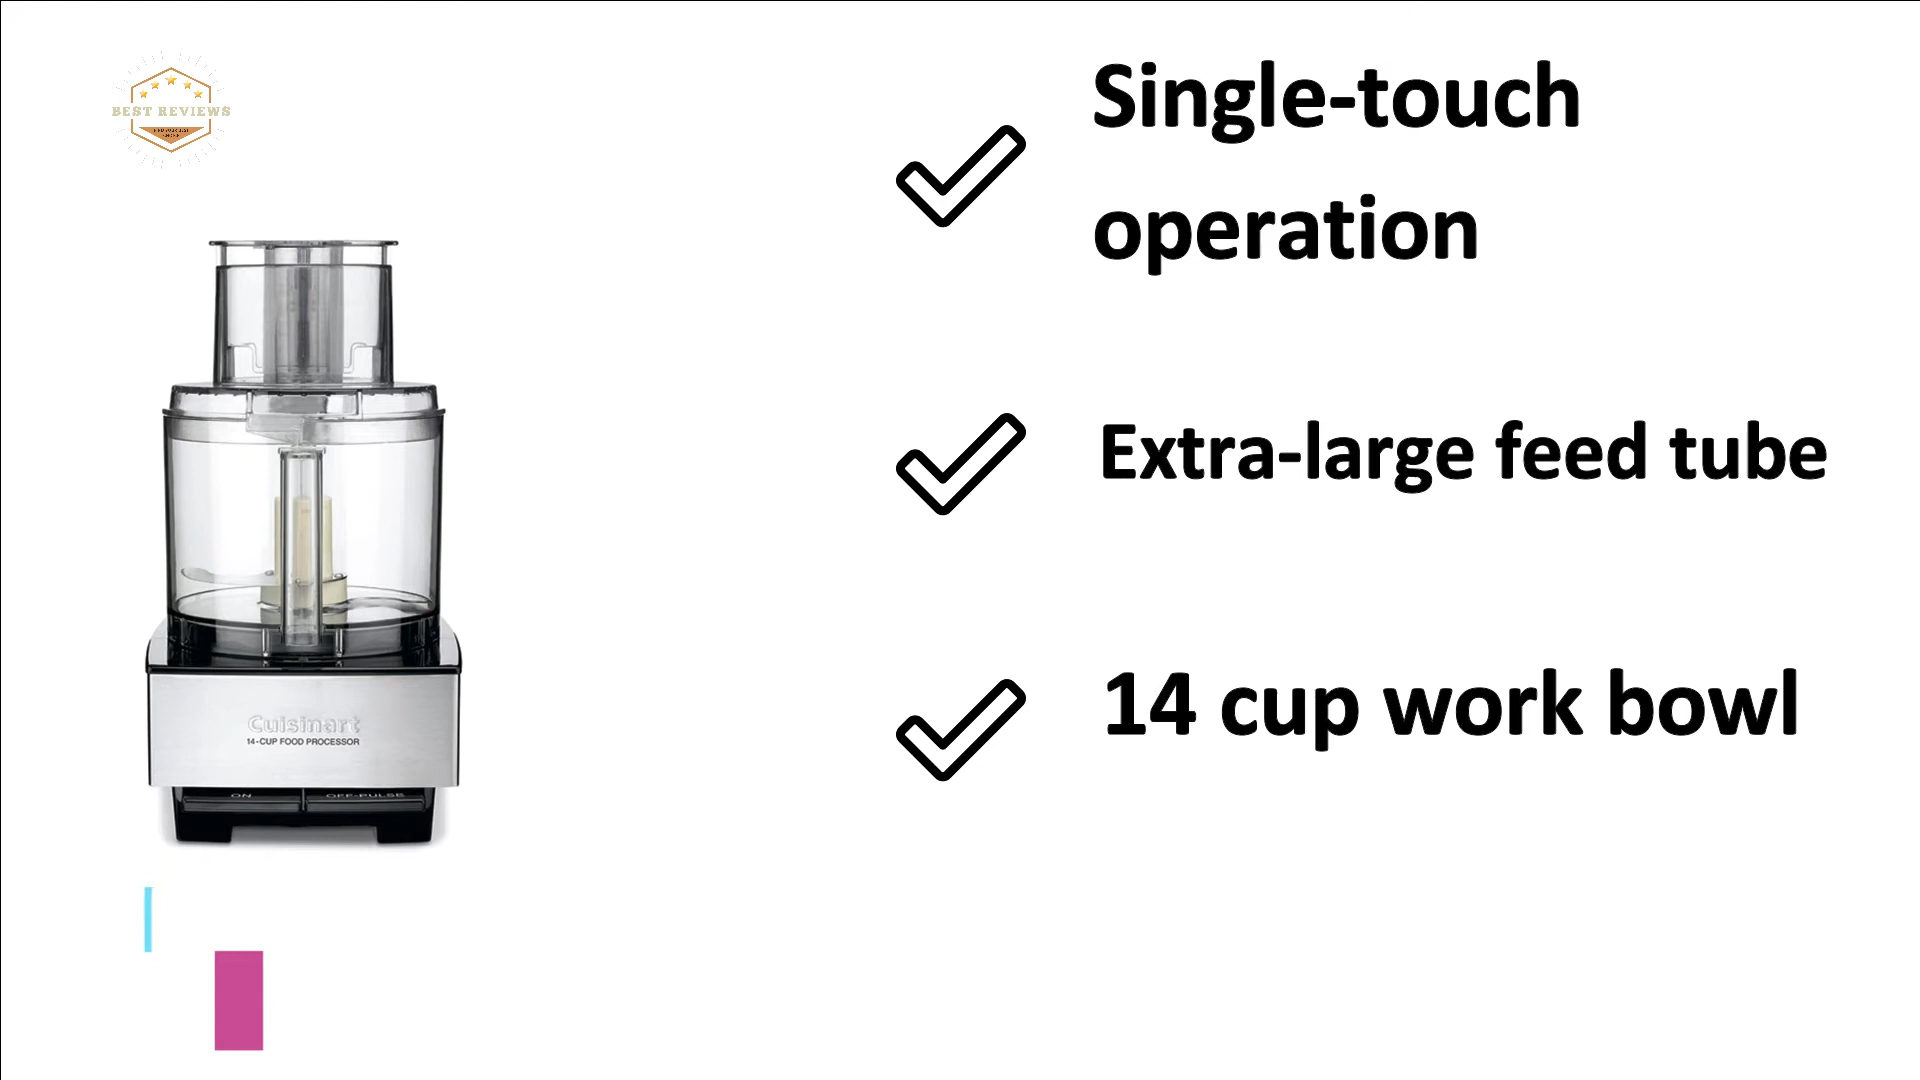 BEST REVIEWS
Single-touch
operation
Extra-large feed tube
14 cup work bowl
Cuisinart
14-CUP FOOD PROCESSOR
ON
OFF-PULSE